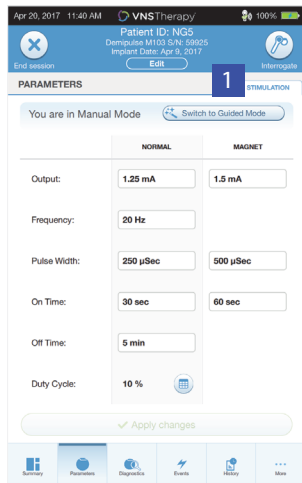 Apr 20, 2017 11:40 AM VNSTherapy 100%
Patient ID: NG5
Demipulse M103 S/N: 59925
Implant Date: Apr 9, 2017
End session Edit Interrogate
PARAMETERS 1 STIMULATION
You are in Manual Mode Switch to Guided Mode
NORMAL MAGNET
Output: 1.25 mA 1.5 mA
Frequency: 20 Hz
Pulse Width: 250 µSec 500 µSec
On Time: 30 sec 60 sec
Off Time: 5 min
Duty Cycle: 10 %
Apply changes
Summary Parameters Diagnostics Events History More